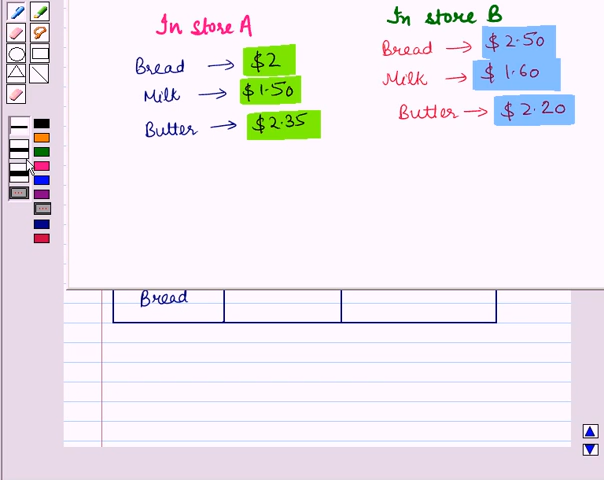 In store A
Bread → $2
Milk → $1.50
Butter → $2.35
In store B
Bread → $2.50
Milk → $1.60
Butter → $2.20
Bread